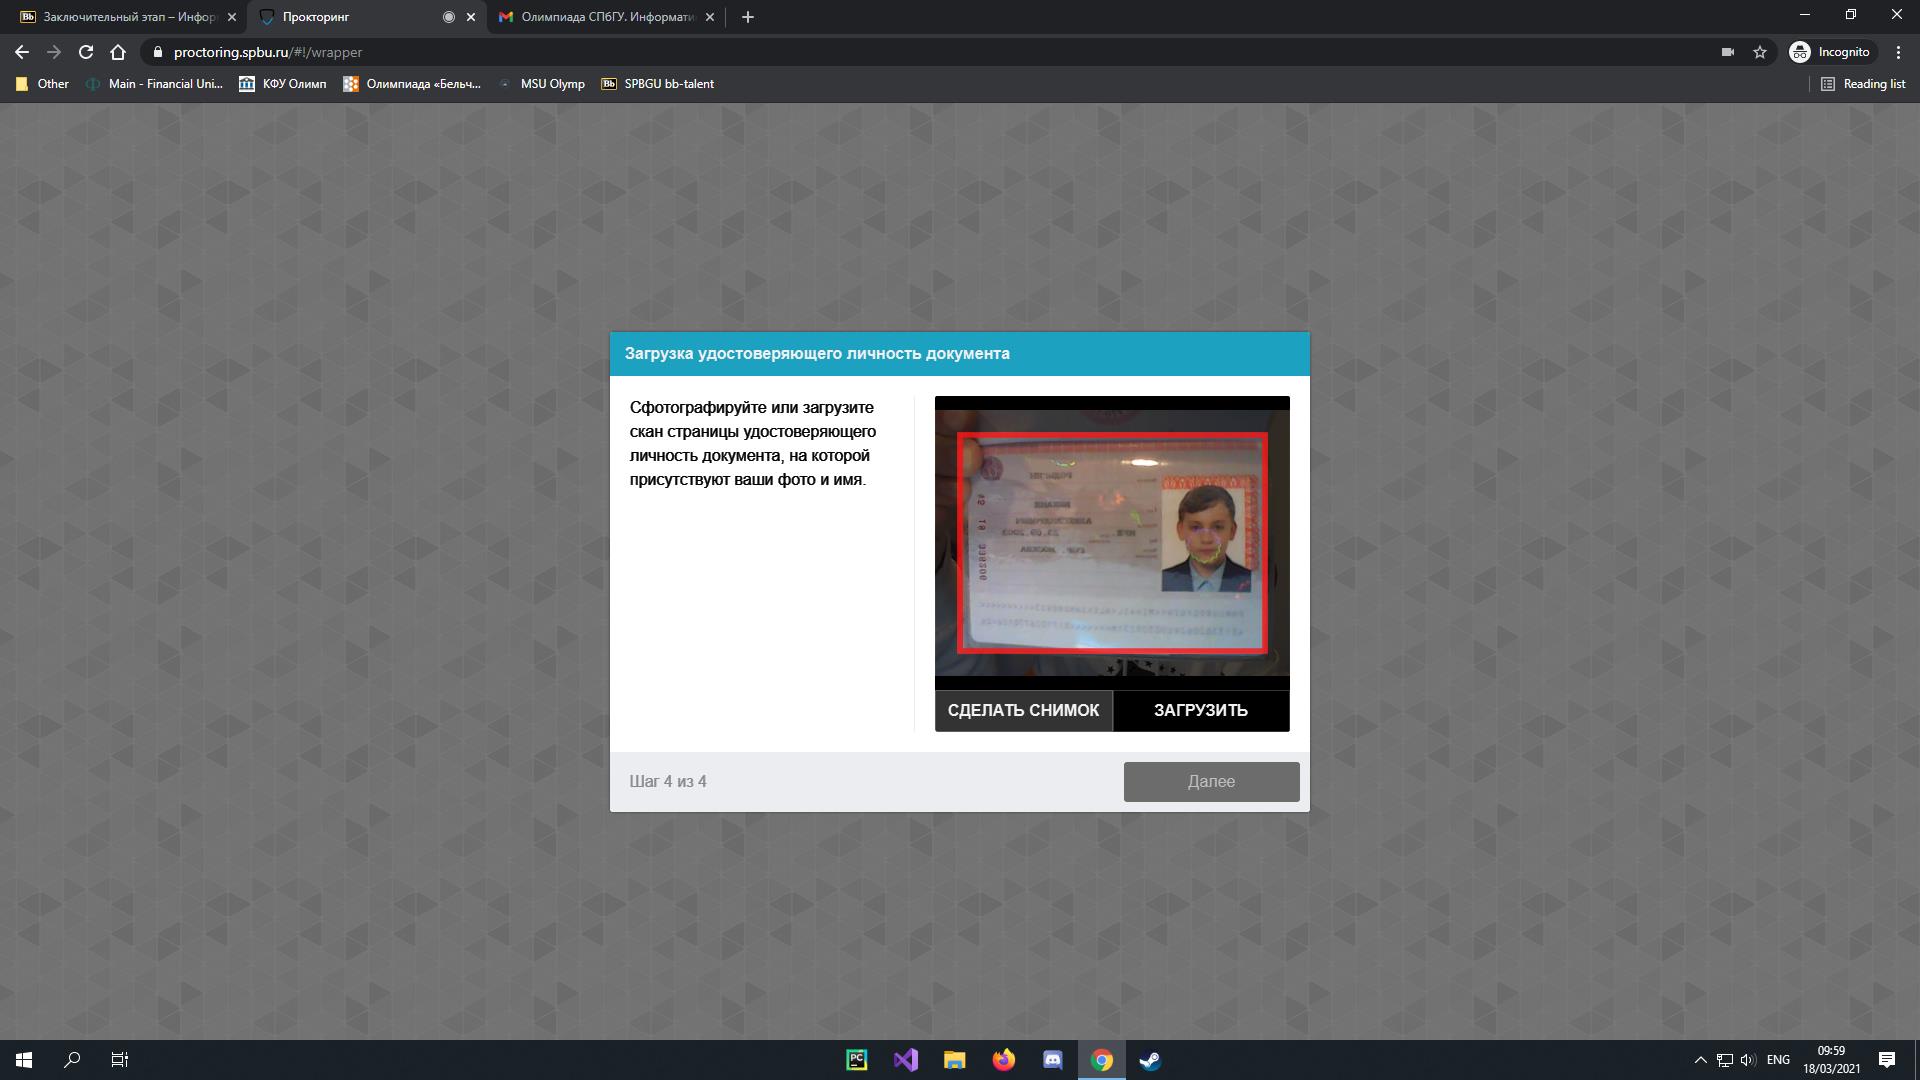 Заключительный этап – Инфор
Прокторинг
Олимпиада СПбГУ. Информати
proctoring.spbu.ru/#!/wrapper
Incognito
Other
Main - Financial Uni...
КФУ Олимп
Олимпиада «Бельч...
MSU Olymp
Bb
SPBGU bb-talent
Reading list
Загрузка удостоверяющего личность документа
Сфотографируйте или загрузите
скан страницы удостоверяющего
личность документа, на которой
присутствуют ваши фото и имя.
СДЕЛАТЬ СНИМОК
ЗАГРУЗИТЬ
Шаг 4 из 4
Далее
PC
ENG
09:59
18/03/2021